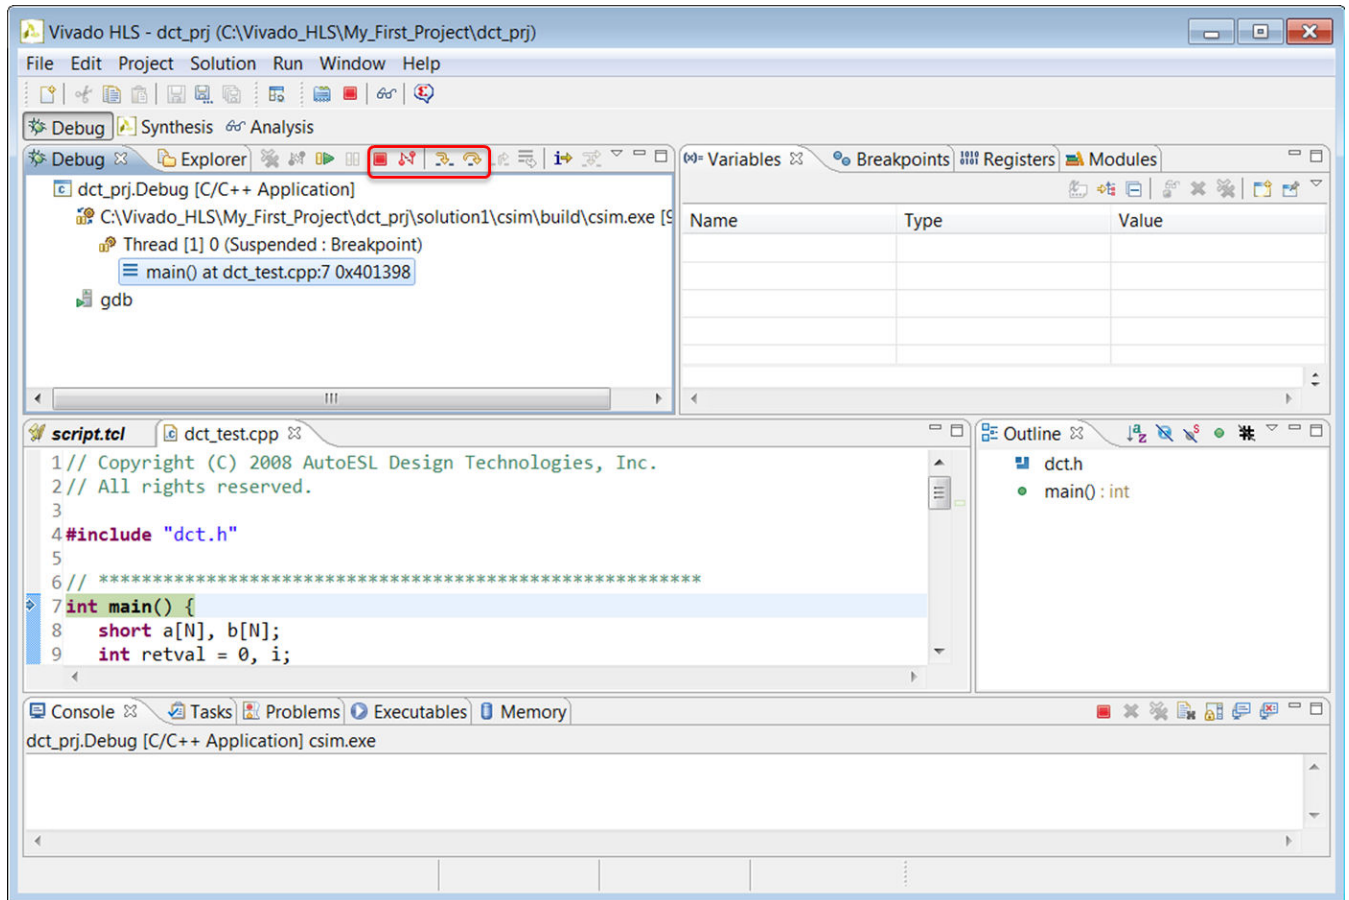 Vivado HLS - dct_prj (C:\Vivado_HLS\My_First_Project\dct_prj)
File Edit Project Solution Run Window Help
Debug Synthesis Analysis
Debug Explorer
(x)= Variables Breakpoints 1010 0101 Registers Modules
dct_prj.Debug [C/C++ Application]
C:\Vivado_HLS\My_First_Project\dct_prj\solution1\csim\build\csim.exe [9
Name Type Value
Thread [1] 0 (Suspended : Breakpoint)
main() at dct_test.cpp:7 0x401398
gdb
script.tcl dct_test.cpp
Outline
1// Copyright (C) 2008 AutoESL Design Technologies, Inc.
2// All rights reserved.
3
4#include "dct.h"
5
6// ********************************************************
7int main() {
8 short a[N], b[N];
9 int retval = 0, i;
dct.h
main() : int
Console Tasks Problems Executables Memory
dct_prj.Debug [C/C++ Application] csim.exe